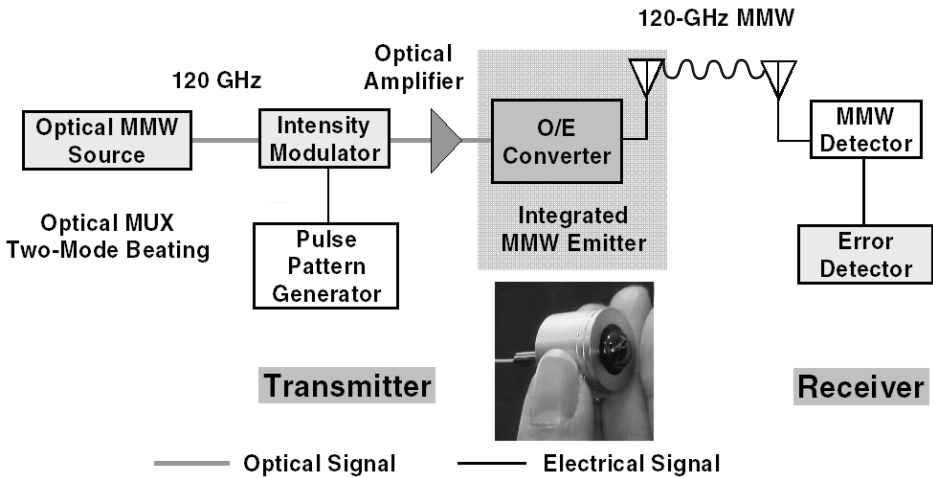 120-GHz MMW
Optical
Amplifier
120 GHz
Optical MMW
Source
Intensity
Modulator
O/E
Converter
MMW
Detector
Optical MUX
Two-Mode Beating
Pulse
Pattern
Generator
Integrated
MMW Emitter
Error
Detector
Transmitter
Receiver
Optical Signal
Electrical Signal